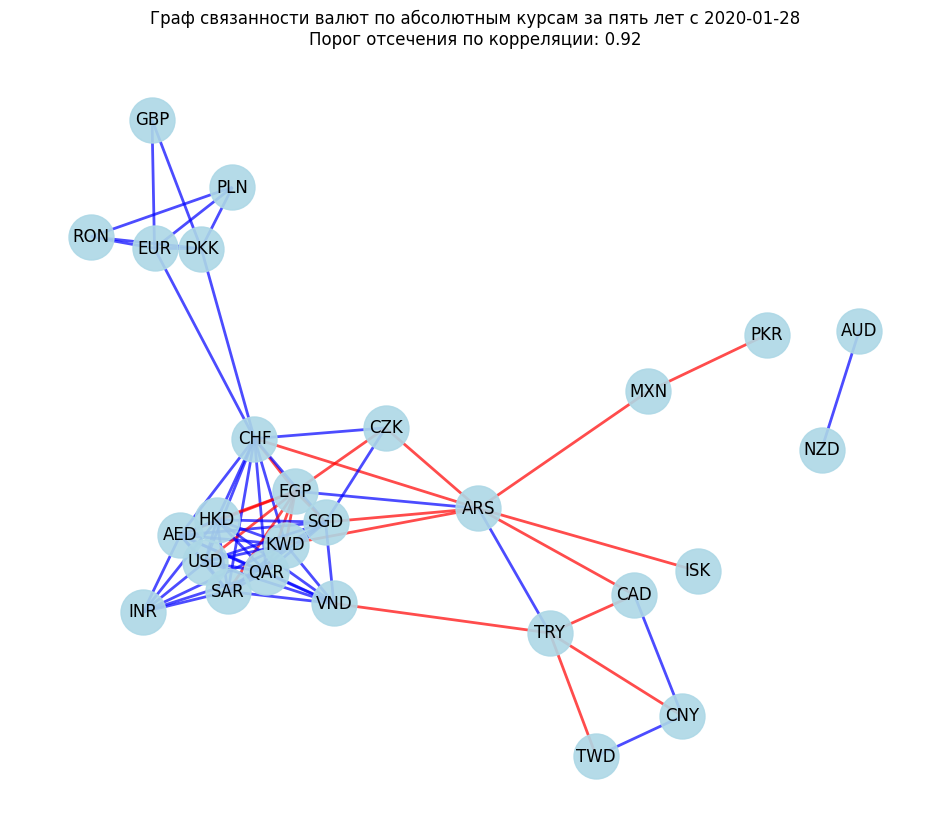 Граф связанности валют по абсолютным курсам за пять лет с 2020-01-28
Порог отсечения по корреляции: 0.92
GBP
PLN
RON
EUR
DKK
PKR
AUD
MXN
CHF
CZK
NZD
EGP
ARS
HKD
SGD
AED
KWD
USD
QAR
ISK
SAR
CAD
INR
VND
TRY
CNY
TWD